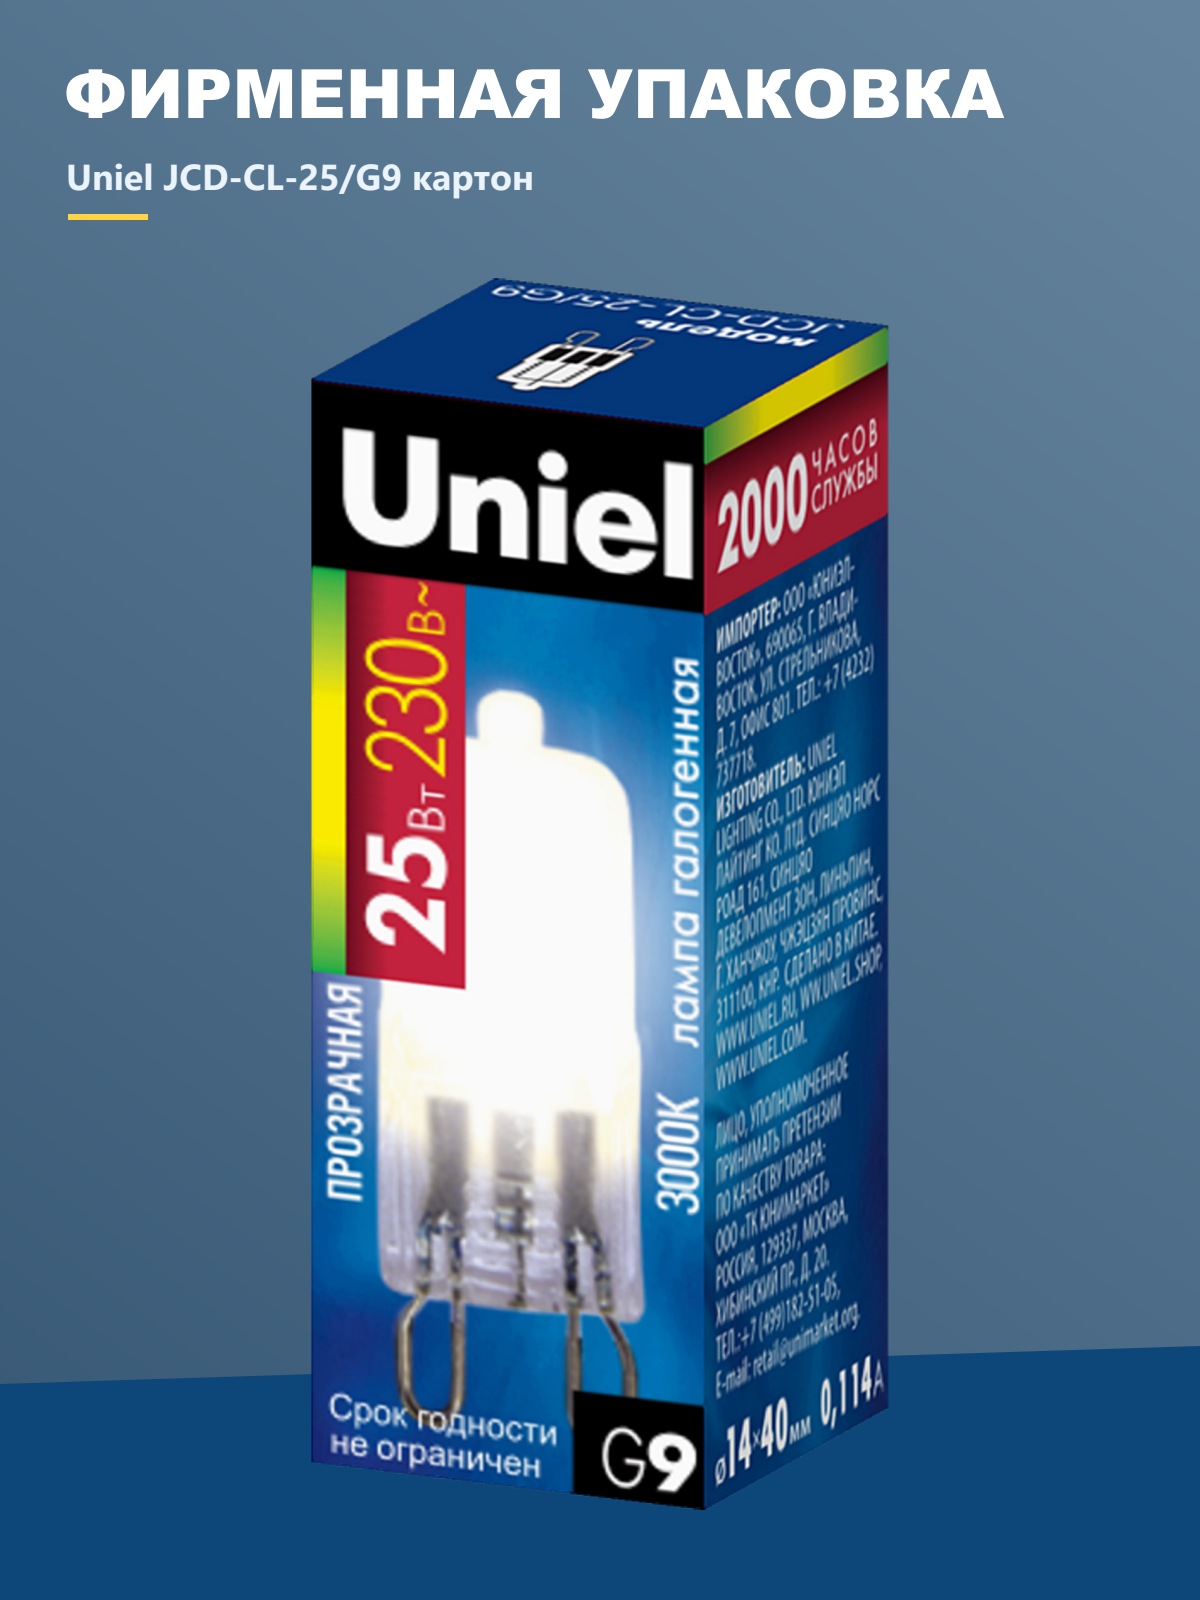 ФИРМЕННАЯ УПАКОВКА
Uniel JCD-CL-25/G9 картон
модель
JCD-CL-25/G9
Uniel
25Вт 230В~
ПРОЗРАЧНАЯ
лампа галогенная
3000K
Срок годности
не ограничен
G9
2000 ЧАСОВ
СЛУЖБЫ
ИМПОРТЕР: ООО «ЮНИЭЛ-
ВОСТОК», 690065, Г. ВЛАДИ-
ВОСТОК, УЛ. СТРЕЛЬНИКОВА,
Д. 7, ОФИС 801. ТЕЛ.: +7 (4232)
737718.
ИЗГОТОВИТЕЛЬ: UNIEL
LIGHTING CO., LTD. ЮНИЭЛ
ЛАЙТИНГ КО. ЛТД. СИНЦЯО НОРС
РОАД 161, СИНЦЯО
ДЕВЕЛОПМЕНТ ЗОН, ЛИНЬПИН,
Г. ХАНЧЖОУ, ЧЖЭЦЗЯН ПРОВИНС,
311100, КНР. СДЕЛАНО В КИТАЕ.
WWW.UNIEL.RU, WW.UNIEL.SHOP,
WWW.UNIEL.COM.
ЛИЦО, УПОЛНОМОЧЕННОЕ
ПРИНИМАТЬ ПРЕТЕНЗИИ
ПО КАЧЕСТВУ ТОВАРА:
ООО «ТК ЮНИМАРКЕТ»
РОССИЯ, 129337, МОСКВА,
ХИБИНСКИЙ ПР., Д. 20.
ТЕЛ.:+7 (499)182-51-05,
E-mail: retail@unimarket.org.
ø14×40мм 0,114А